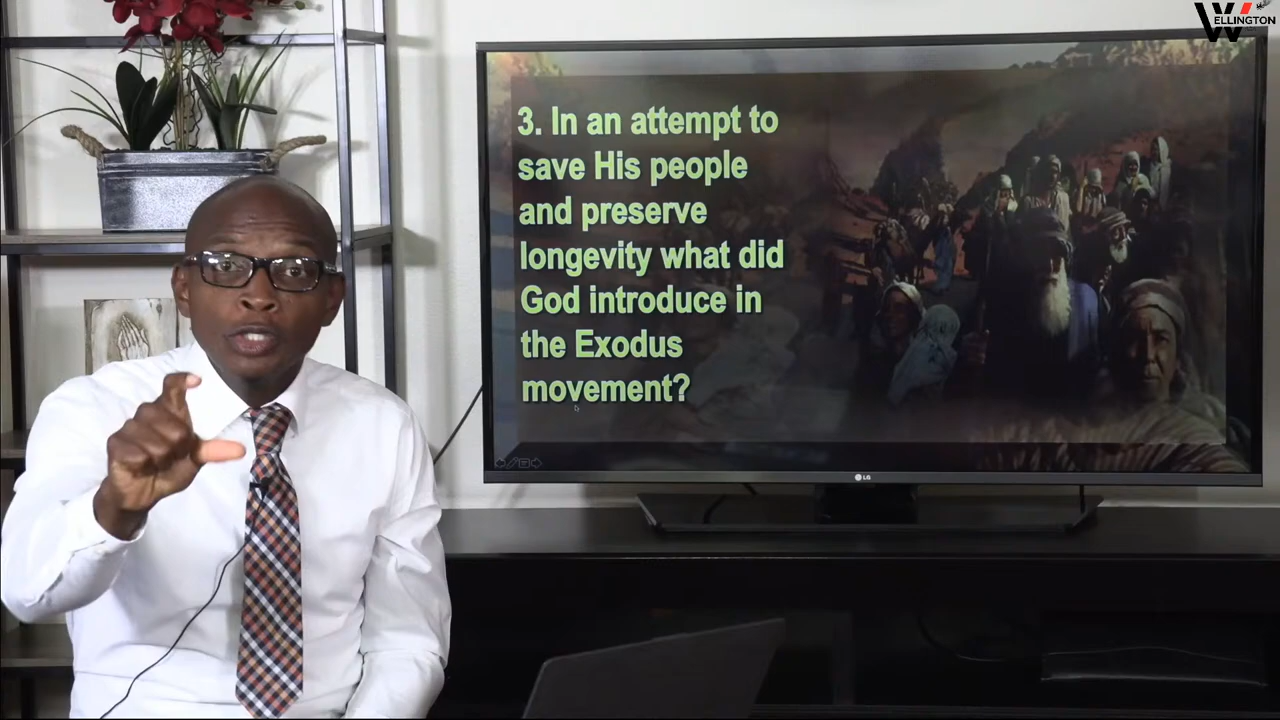 WELLINGTON
3. In an attempt to
save His people
and preserve
longevity what did
God introduce in
the Exodus
movement?
LG